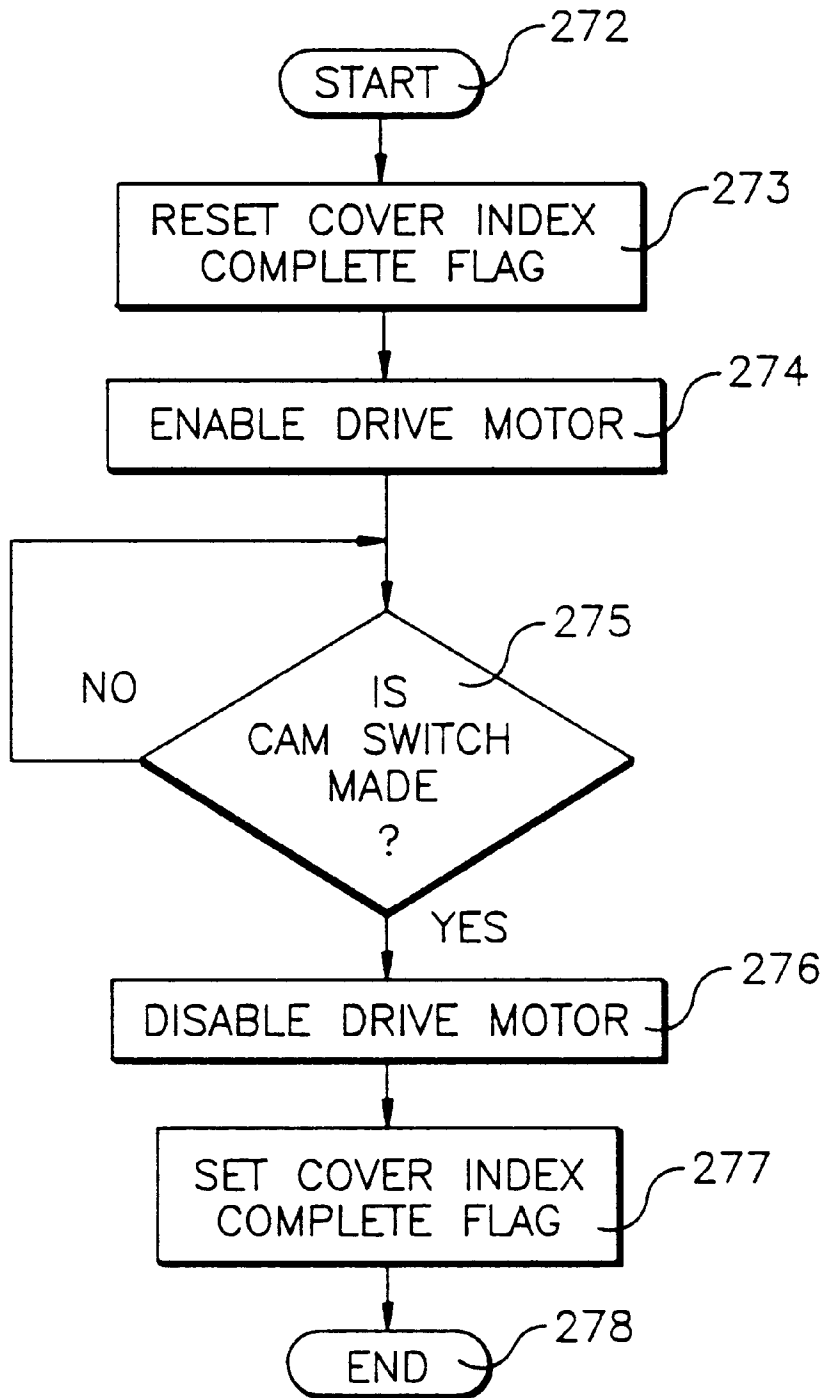 272
START
273
RESET COVER INDEX
COMPLETE FLAG
274
ENABLE DRIVE MOTOR
275
NO
IS
CAM SWITCH
MADE
?
YES
276
DISABLE DRIVE MOTOR
277
SET COVER INDEX
COMPLETE FLAG
278
END